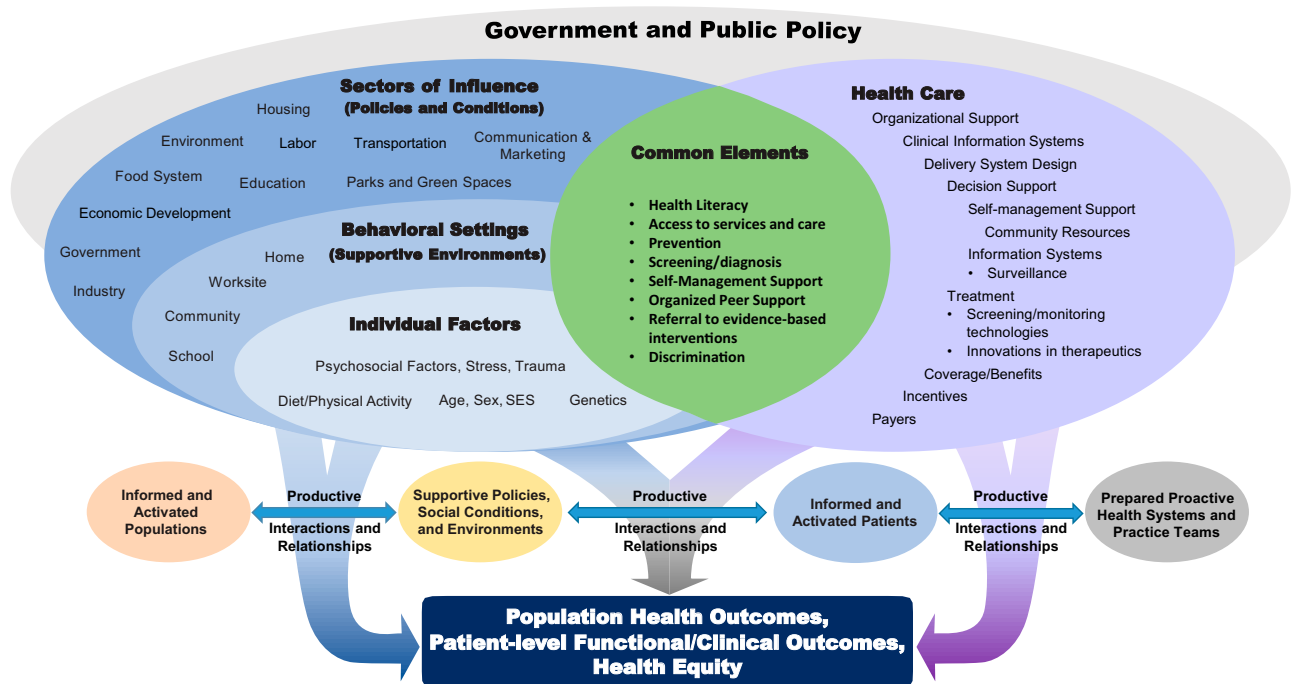 Government and Public Policy
Sectors of Influence
(Policies and Conditions)
Housing
Environment
Labor
Transportation
Communication &
Marketing
Food System
Education
Parks and Green Spaces
Economic Development
Government
Industry
Behavioral Settings
(Supportive Environments)
Home
Worksite
Community
School
Individual Factors
Psychosocial Factors, Stress, Trauma
Diet/Physical Activity
Age, Sex, SES
Genetics
Common Elements
• Health Literacy
• Access to services and care
• Prevention
• Screening/diagnosis
• Self-Management Support
• Organized Peer Support
• Referral to evidence-based
interventions
• Discrimination
Health Care
Organizational Support
Clinical Information Systems
Delivery System Design
Decision Support
Self-management Support
Community Resources
Information Systems
• Surveillance
Treatment
• Screening/monitoring
technologies
• Innovations in therapeutics
Coverage/Benefits
Incentives
Payers
Informed and
Activated
Populations
Productive
Interactions and
Relationships
Supportive Policies,
Social Conditions,
and Environments
Productive
Interactions and
Relationships
Informed and
Activated Patients
Productive
Interactions and
Relationships
Prepared Proactive
Health Systems and
Practice Teams
Population Health Outcomes,
Patient-level Functional/Clinical Outcomes,
Health Equity